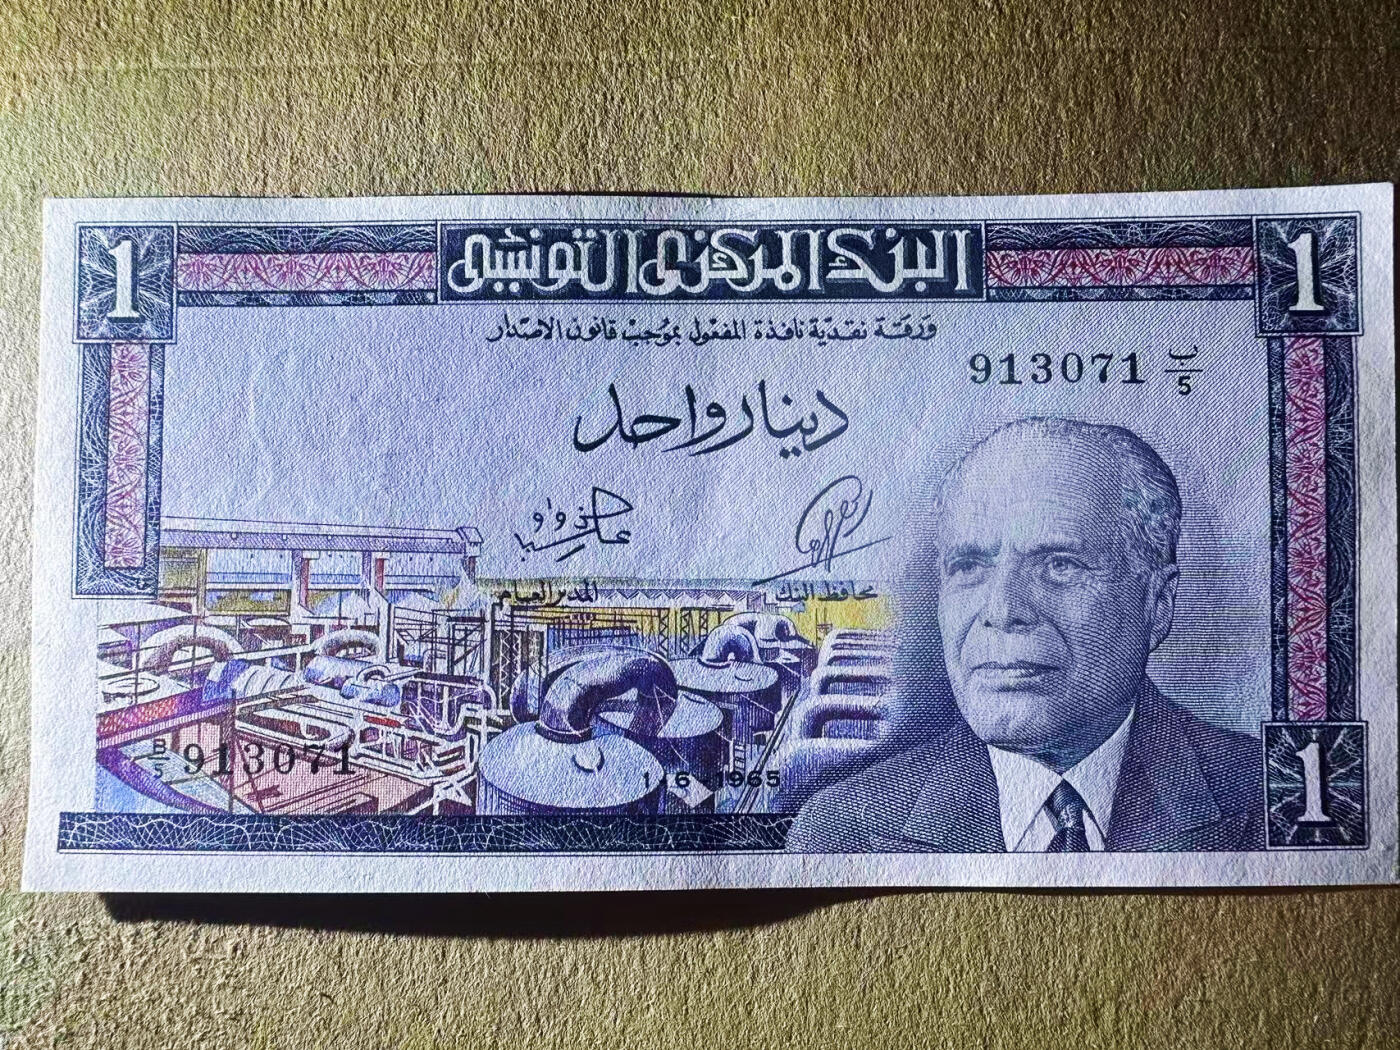 1
البنك المركزي التونسي
1
ورقة نقدية نافذة المفعول بموجب قانون الاصدار
913071 ب/5
دينار واحد
المدير العام
محافظ البنك
B/5 913071
1-6-1965
1